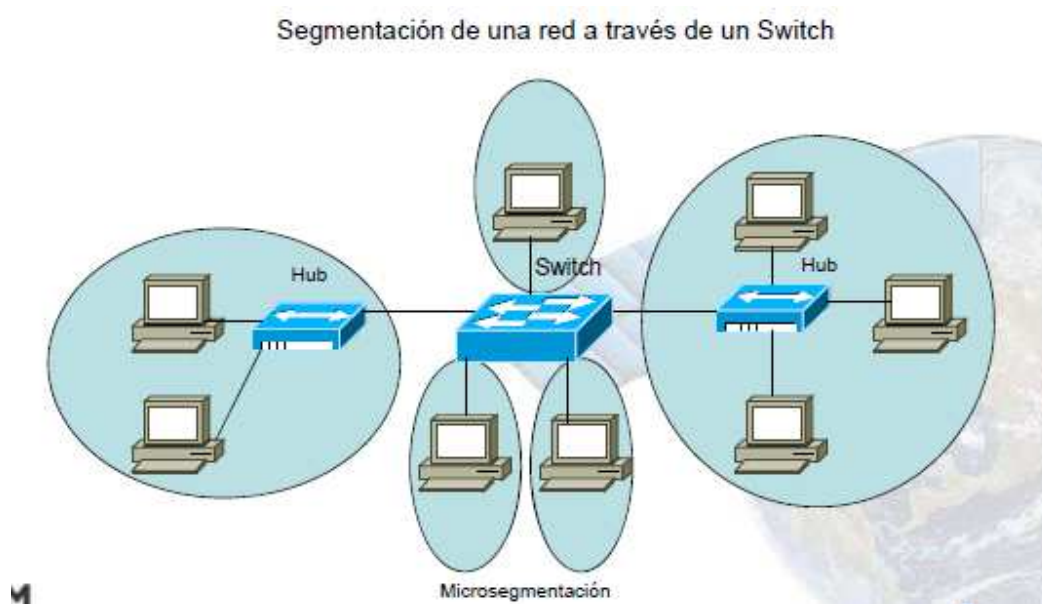 Segmentación de una red a través de un Switch
Hub
Switch
Hub
Microsegmentación
M